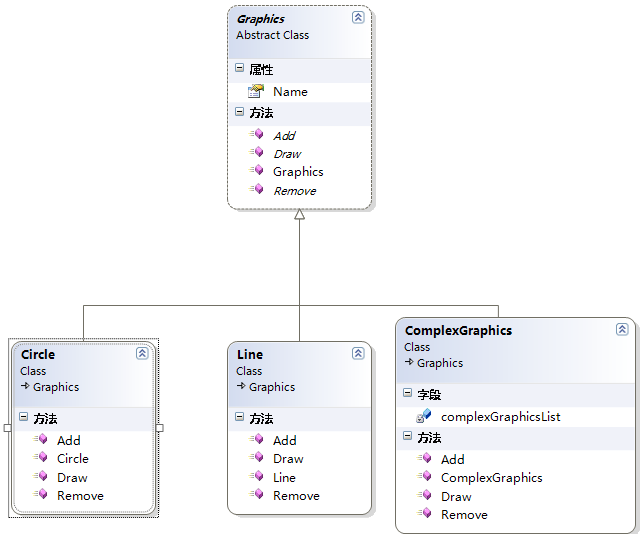 Graphics
Abstract Class
属性
Name
方法
Add
Draw
Graphics
Remove
Circle
Class
Graphics
方法
Add
Circle
Draw
Remove
Line
Class
Graphics
方法
Add
Draw
Line
Remove
ComplexGraphics
Class
Graphics
字段
complexGraphicsList
方法
Add
ComplexGraphics
Draw
Remove